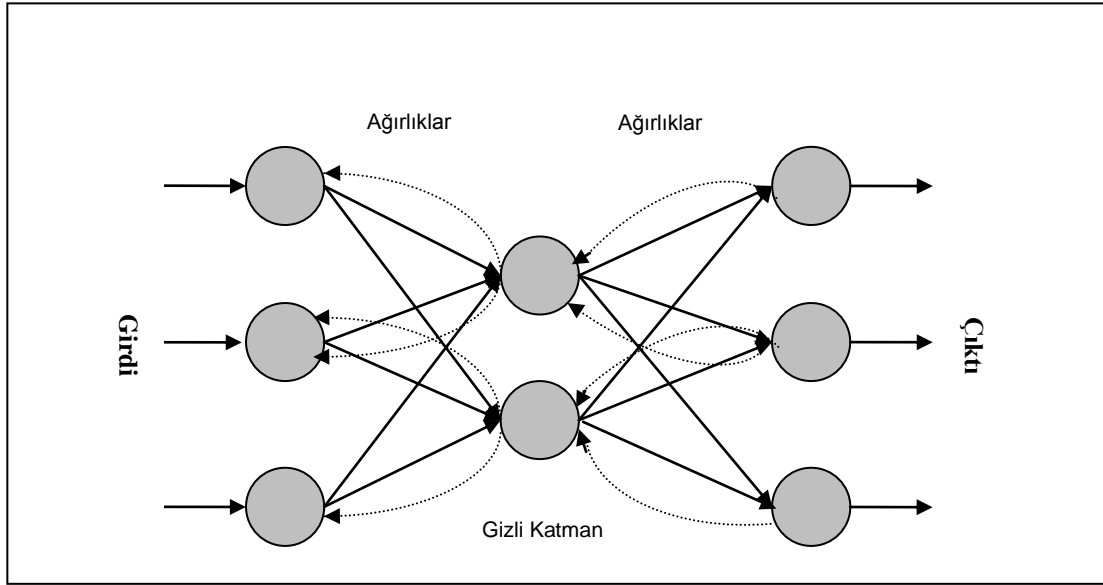 Ağırlıklar
Ağırlıklar
Girdi
Çıktı
Gizli Katman